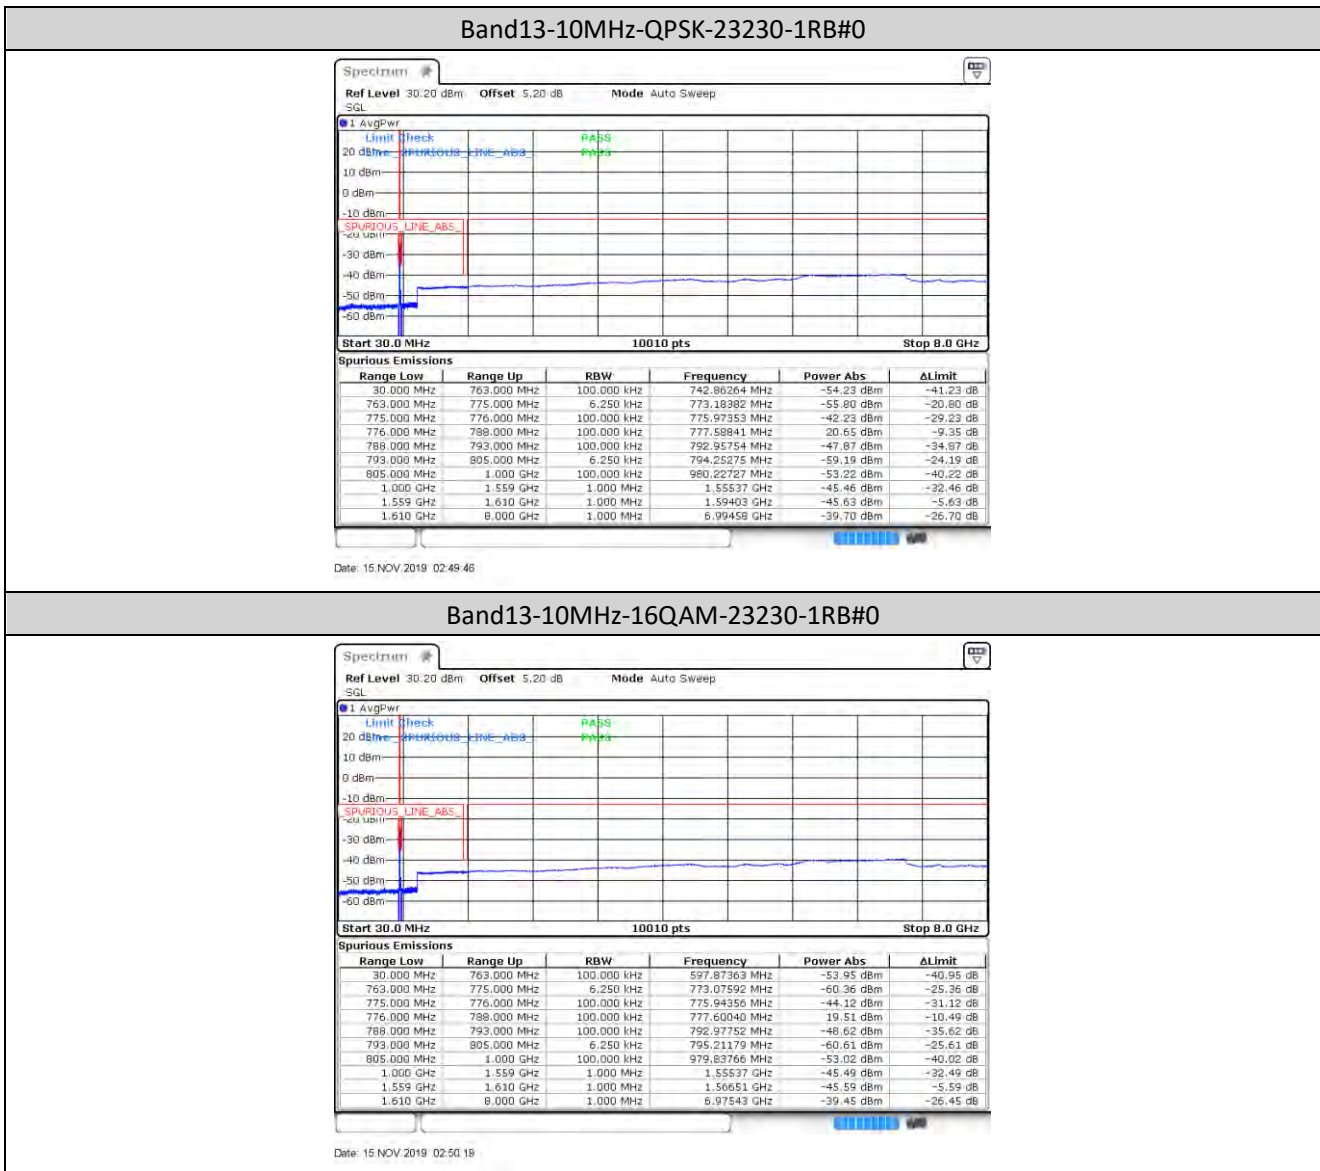 Band13-10MHz-QPSK-23230-1RB#0
Spectrum
Ref Level 30.20 dBm Offset 5.20 dB Mode Auto Sweep
SGL
1 AvgPwr
Limit Check PASS
20 dBm _SPURIOUS_LINE_ABS_ PASS
10 dBm
0 dBm
-10 dBm
_SPURIOUS_LINE_ABS_
-20 dBm
-30 dBm
-40 dBm
-50 dBm
-60 dBm
Start 30.0 MHz 10010 pts Stop 8.0 GHz
Spurious Emissions
Range Low Range Up RBW Frequency Power Abs ΔLimit
30.000 MHz 763.000 MHz 100.000 kHz 742.86264 MHz -54.23 dBm -41.23 dB
763.000 MHz 775.000 MHz 6.250 kHz 773.18382 MHz -55.80 dBm -20.80 dB
775.000 MHz 776.000 MHz 100.000 kHz 775.97353 MHz -42.23 dBm -29.23 dB
776.000 MHz 788.000 MHz 100.000 kHz 777.58841 MHz 20.65 dBm -9.35 dB
788.000 MHz 793.000 MHz 100.000 kHz 792.95754 MHz -47.87 dBm -34.87 dB
793.000 MHz 805.000 MHz 6.250 kHz 794.25275 MHz -59.19 dBm -24.19 dB
805.000 MHz 1.000 GHz 100.000 kHz 980.22727 MHz -53.22 dBm -40.22 dB
1.000 GHz 1.559 GHz 1.000 MHz 1.55537 GHz -45.46 dBm -32.46 dB
1.559 GHz 1.610 GHz 1.000 MHz 1.59403 GHz -45.63 dBm -5.63 dB
1.610 GHz 8.000 GHz 1.000 MHz 6.99458 GHz -39.70 dBm -26.70 dB
Date: 15.NOV.2019 02:49:46
Band13-10MHz-16QAM-23230-1RB#0
Spectrum
Ref Level 30.20 dBm Offset 5.20 dB Mode Auto Sweep
SGL
1 AvgPwr
Limit Check PASS
20 dBm _SPURIOUS_LINE_ABS_ PASS
10 dBm
0 dBm
-10 dBm
_SPURIOUS_LINE_ABS_
-20 dBm
-30 dBm
-40 dBm
-50 dBm
-60 dBm
Start 30.0 MHz 10010 pts Stop 8.0 GHz
Spurious Emissions
Range Low Range Up RBW Frequency Power Abs ΔLimit
30.000 MHz 763.000 MHz 100.000 kHz 597.87363 MHz -53.95 dBm -40.95 dB
763.000 MHz 775.000 MHz 6.250 kHz 773.07592 MHz -60.36 dBm -25.36 dB
775.000 MHz 776.000 MHz 100.000 kHz 775.94356 MHz -44.12 dBm -31.12 dB
776.000 MHz 788.000 MHz 100.000 kHz 777.60040 MHz 19.51 dBm -10.49 dB
788.000 MHz 793.000 MHz 100.000 kHz 792.97752 MHz -48.62 dBm -35.62 dB
793.000 MHz 805.000 MHz 6.250 kHz 795.21179 MHz -60.61 dBm -25.61 dB
805.000 MHz 1.000 GHz 100.000 kHz 979.83766 MHz -53.02 dBm -40.02 dB
1.000 GHz 1.559 GHz 1.000 MHz 1.55537 GHz -45.49 dBm -32.49 dB
1.559 GHz 1.610 GHz 1.000 MHz 1.56651 GHz -45.59 dBm -5.59 dB
1.610 GHz 8.000 GHz 1.000 MHz 6.97543 GHz -39.45 dBm -26.45 dB
Date: 15.NOV.2019 02:50:19